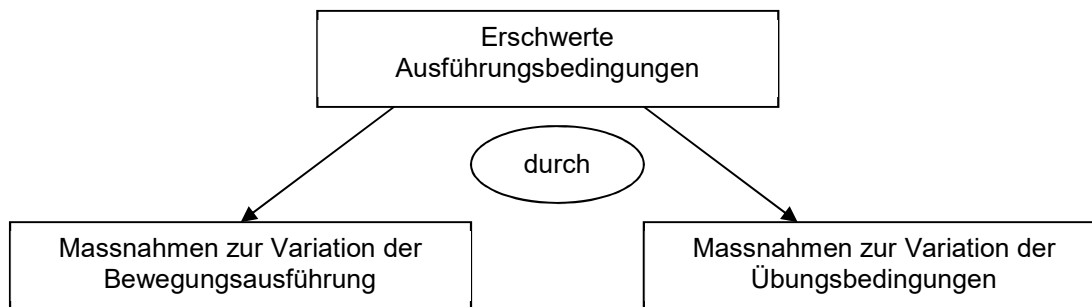 Erschwerte
Ausführungsbedingungen
durch
Massnahmen zur Variation der
Bewegungsausführung
Massnahmen zur Variation der
Übungsbedingungen